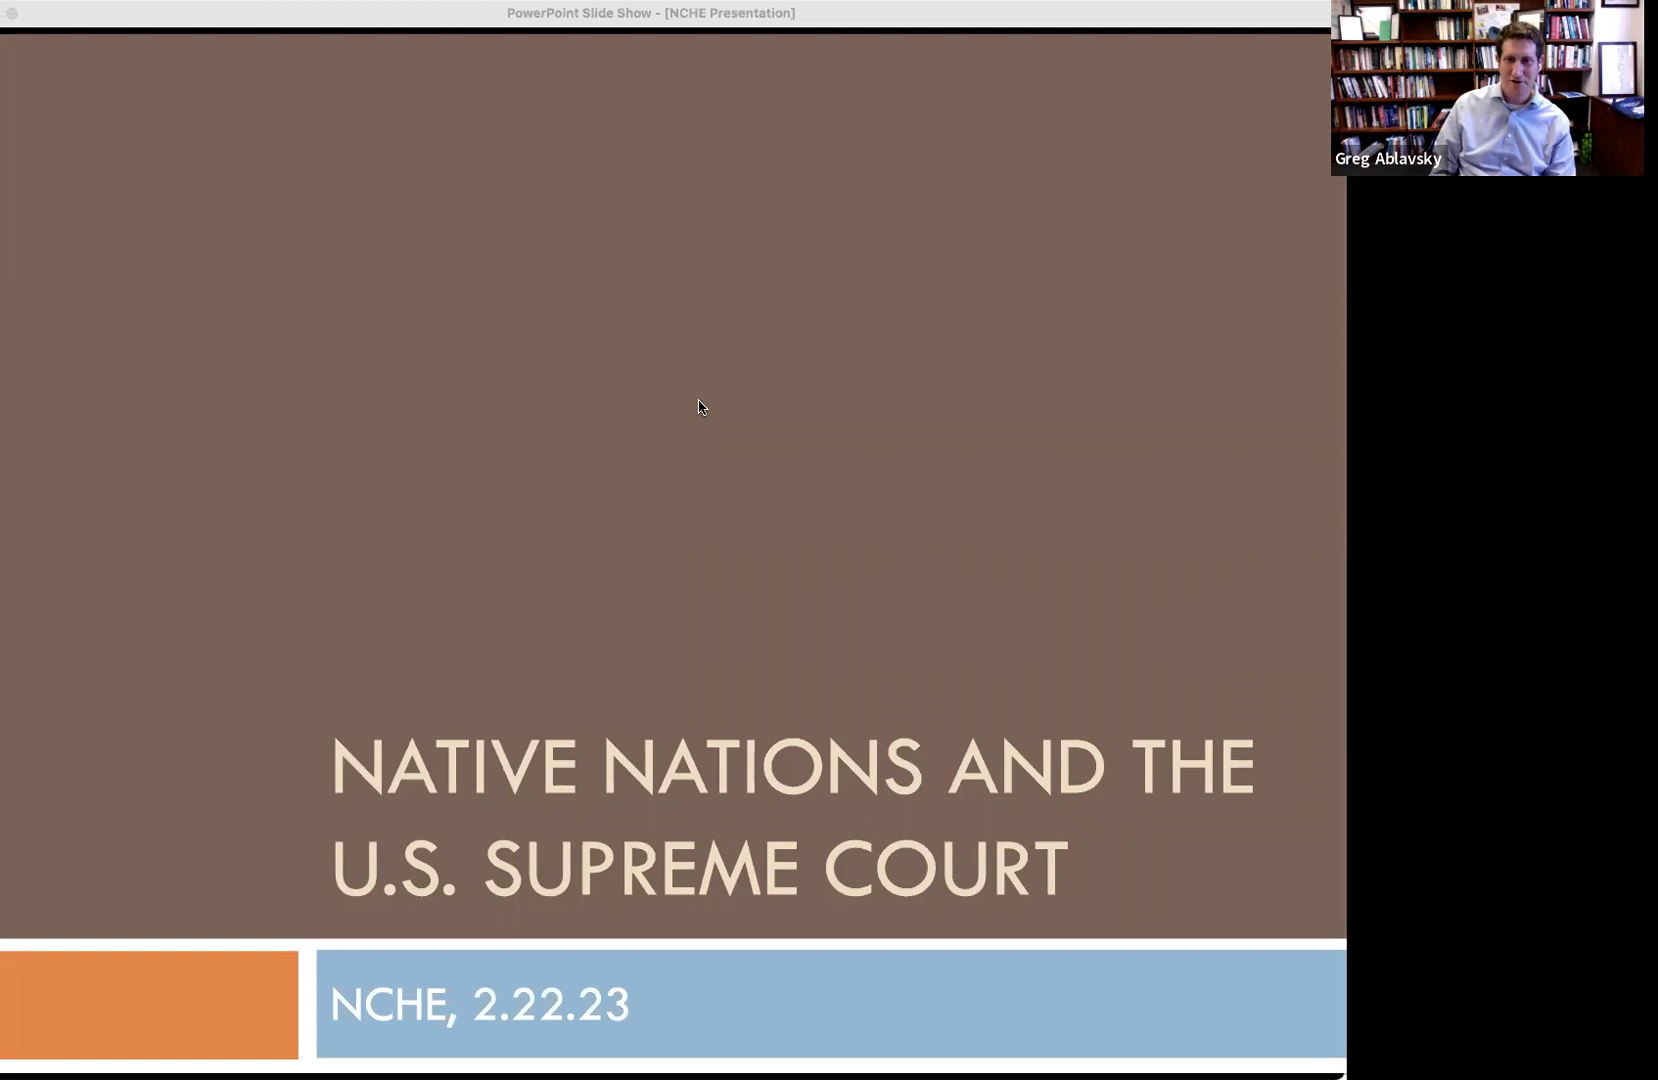 PowerPoint Slide Show - [NCHE Presentation]
Greg Ablavsky
NATIVE NATIONS AND THE
U.S. SUPREME COURT
NCHE, 2.22.23